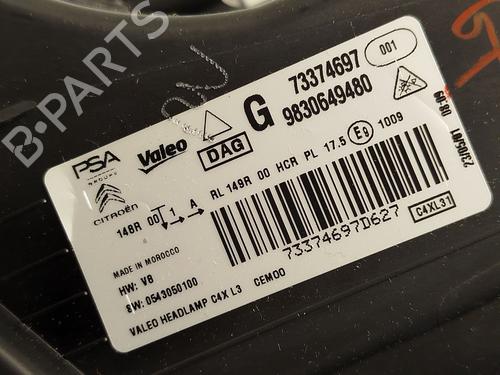 B-PARTS
PSA
GROUPE
Valeo
G
73374697
9830649480
001
DAG
CITROËN
148R 00 1 A
RL 149R 00 HCR PL 17.5 E9 1009
MADE IN MOROCCO
HW: V8
SW: 0543050100
VALEO HEADLAMP C4X L3 CEMOO
73374697D627
C4XL31